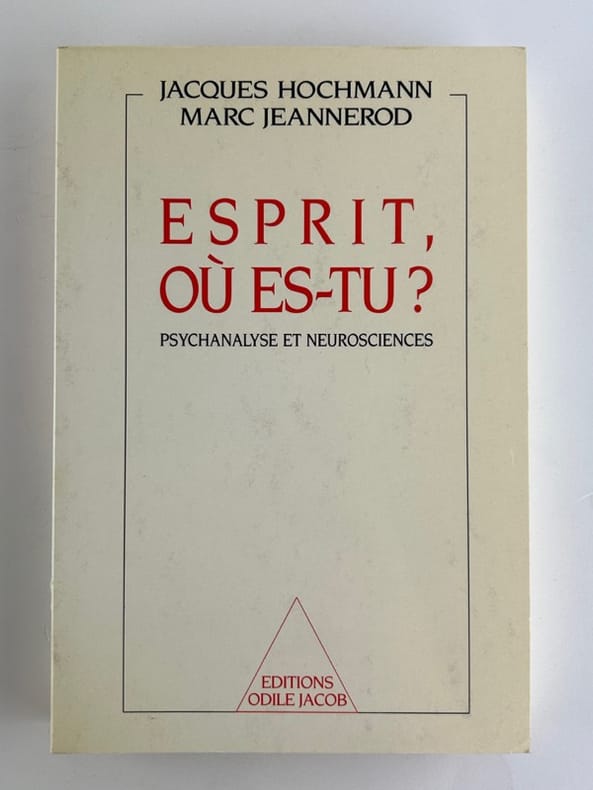 JACQUES HOCHMANN
MARC JEANNEROD
ESPRIT,
OÙ ES-TU ?
PSYCHANALYSE ET NEUROSCIENCES
EDITIONS
ODILE JACOB